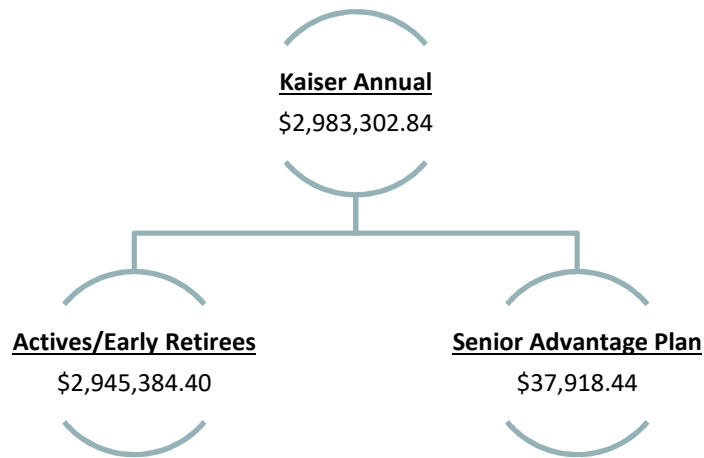 Kaiser Annual
$2,983,302.84
Actives/Early Retirees
$2,945,384.40
Senior Advantage Plan
$37,918.44